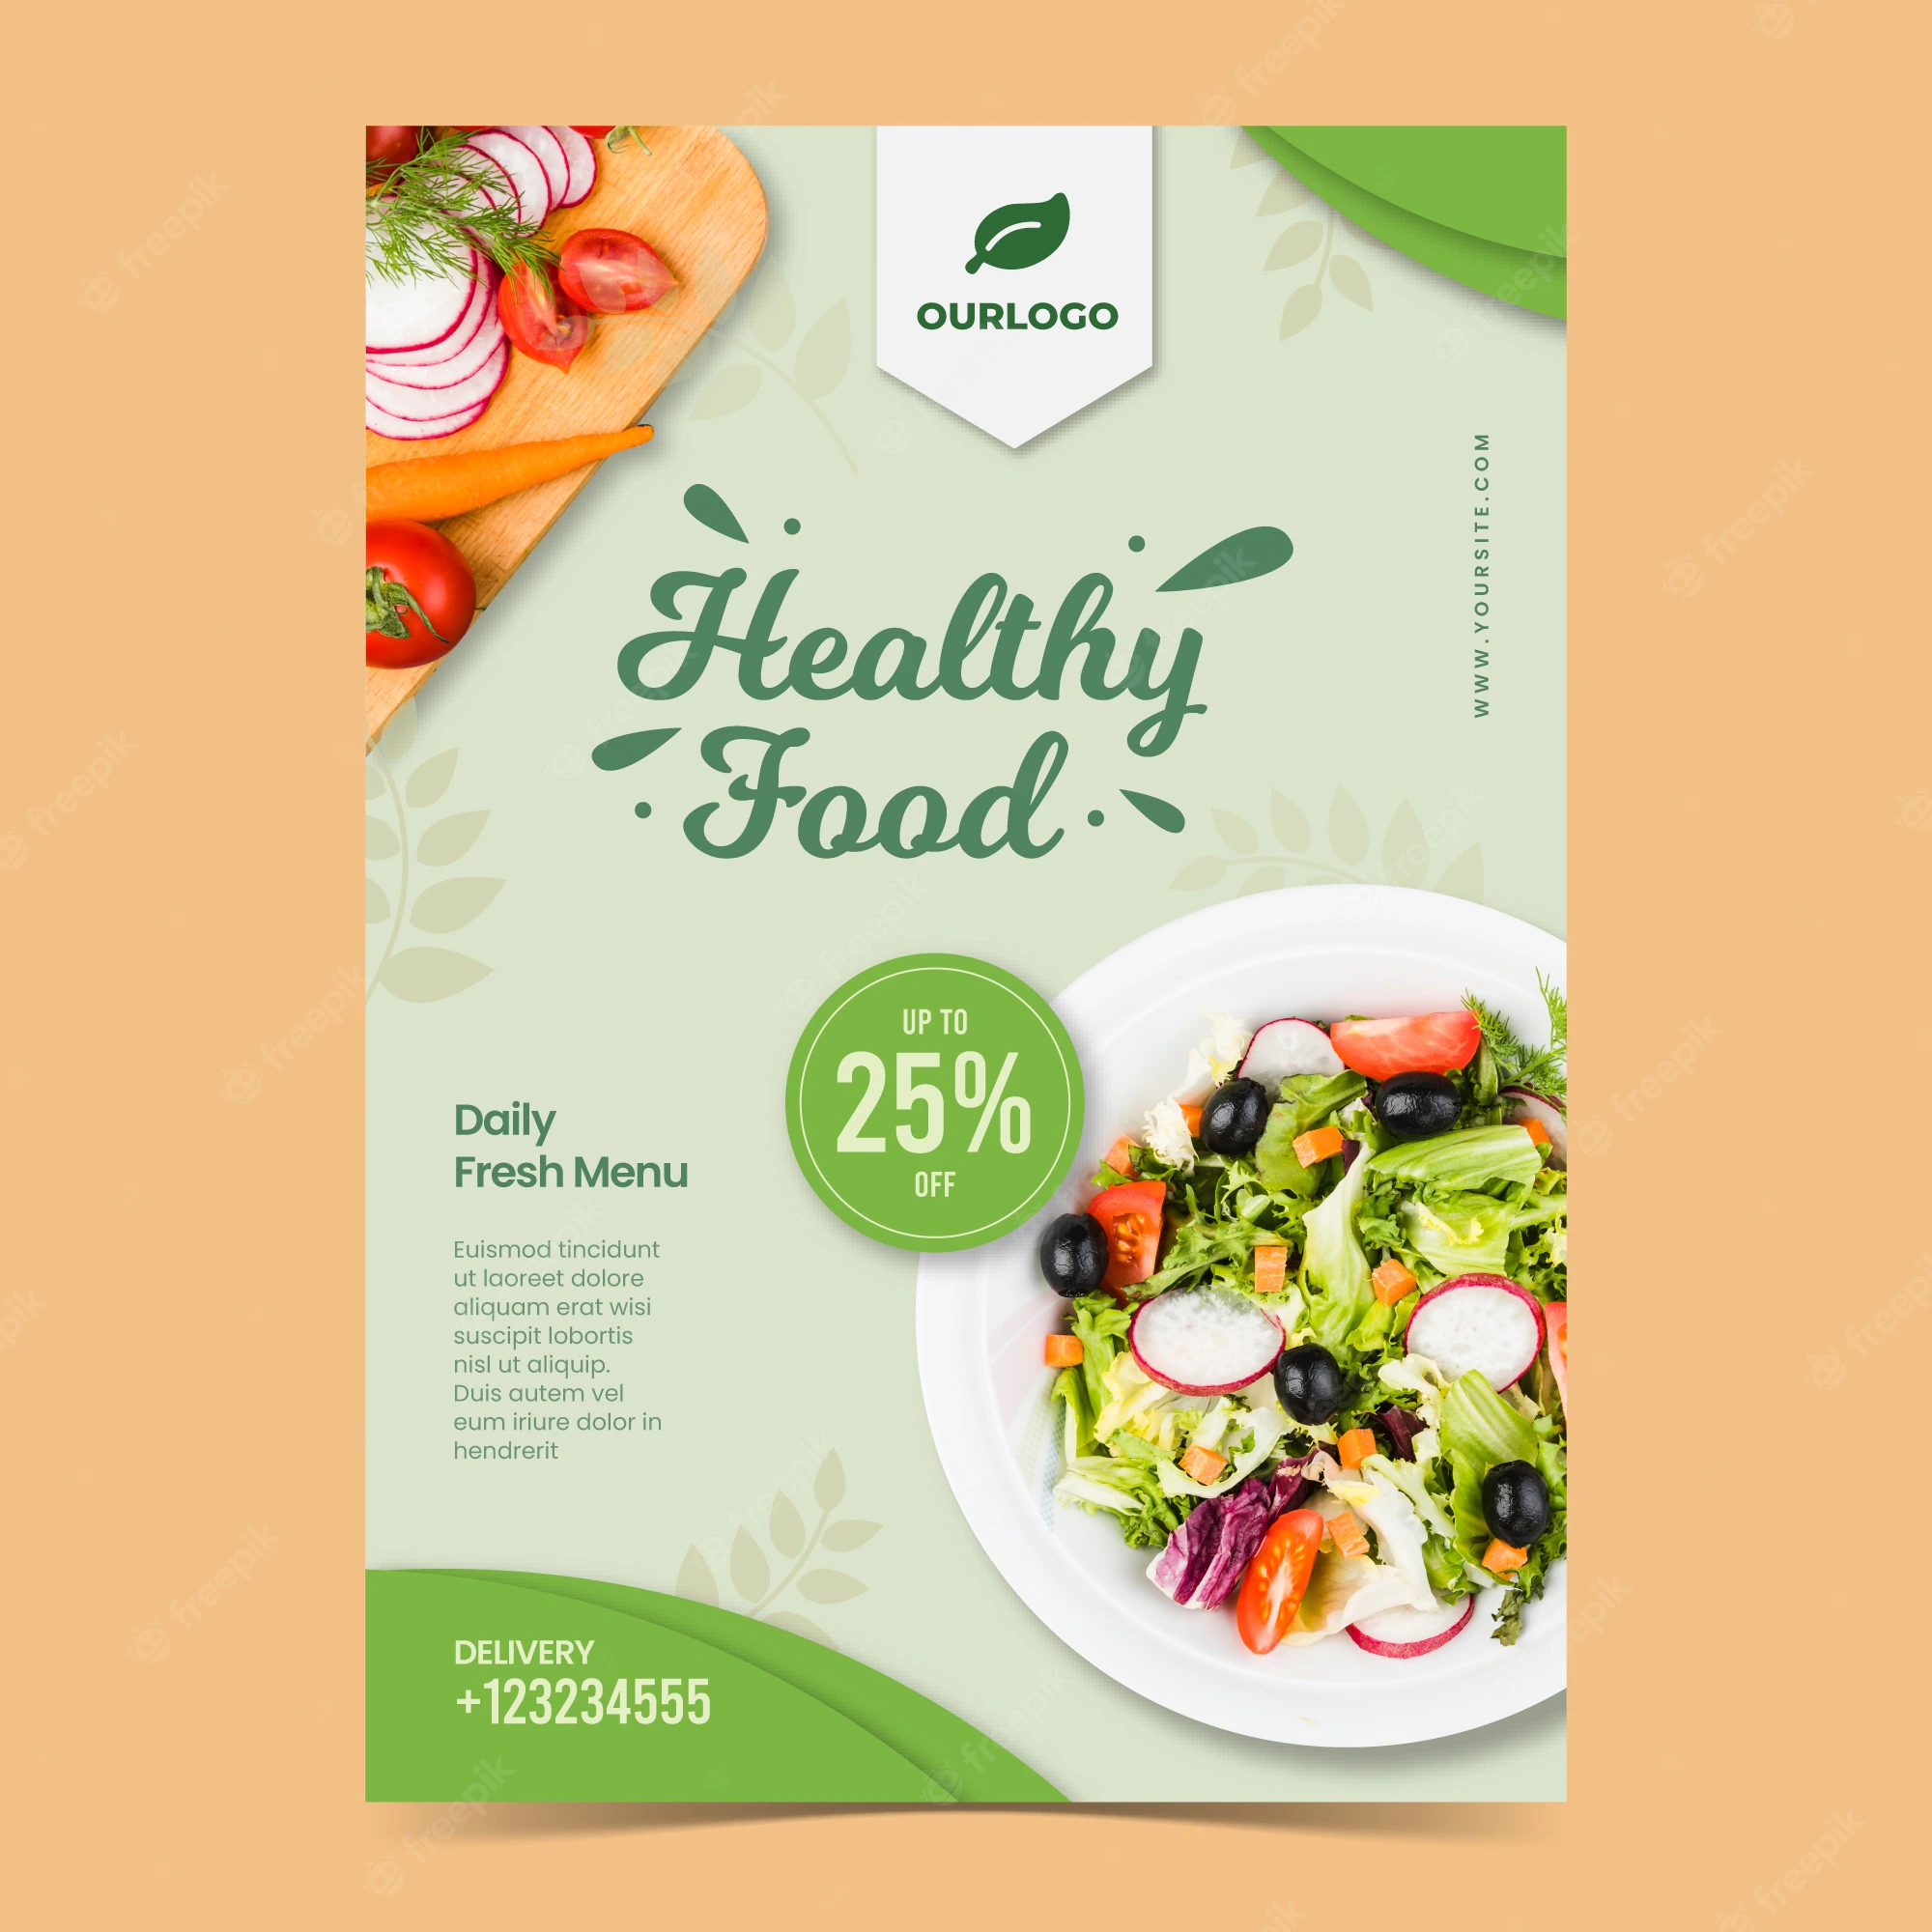 OURLOGO
WWW.YOURSITE.COM
Healthy
Food
UP TO
25%
OFF
Daily
Fresh Menu
Euismod tincidunt
ut laoreet dolore
aliquam erat wisi
suscipit lobortis
nisl ut aliquip.
Duis autem vel
eum iriure dolor in
hendrerit
DELIVERY
+123234555
freepik